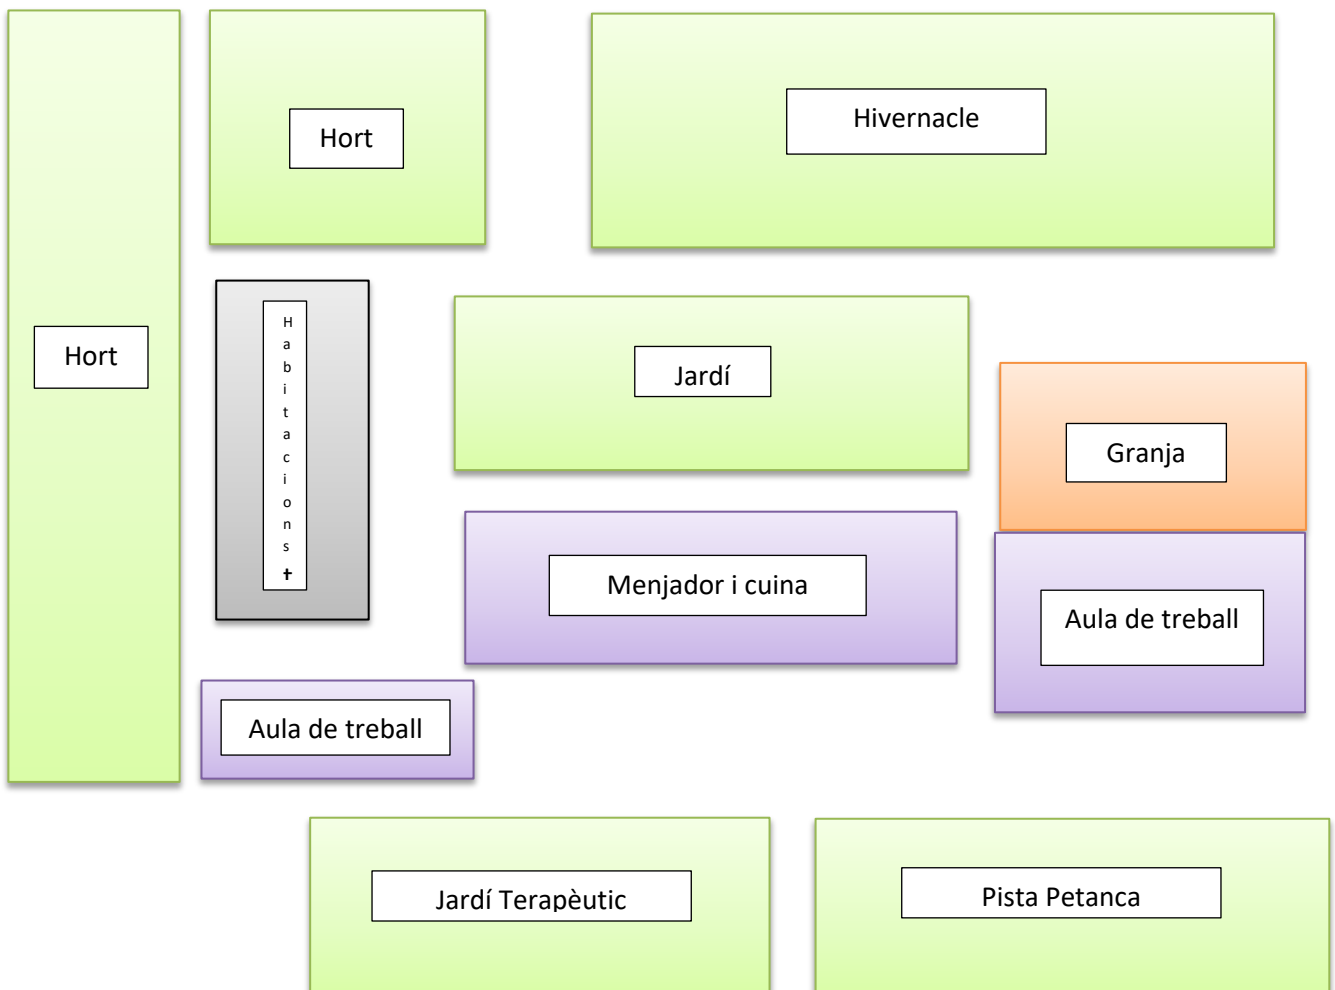 Hort
Hivernacle
Hort
Habitacions
Jardí
Granja
Menjador i cuina
Aula de treball
Aula de treball
Jardí Terapèutic
Pista Petanca